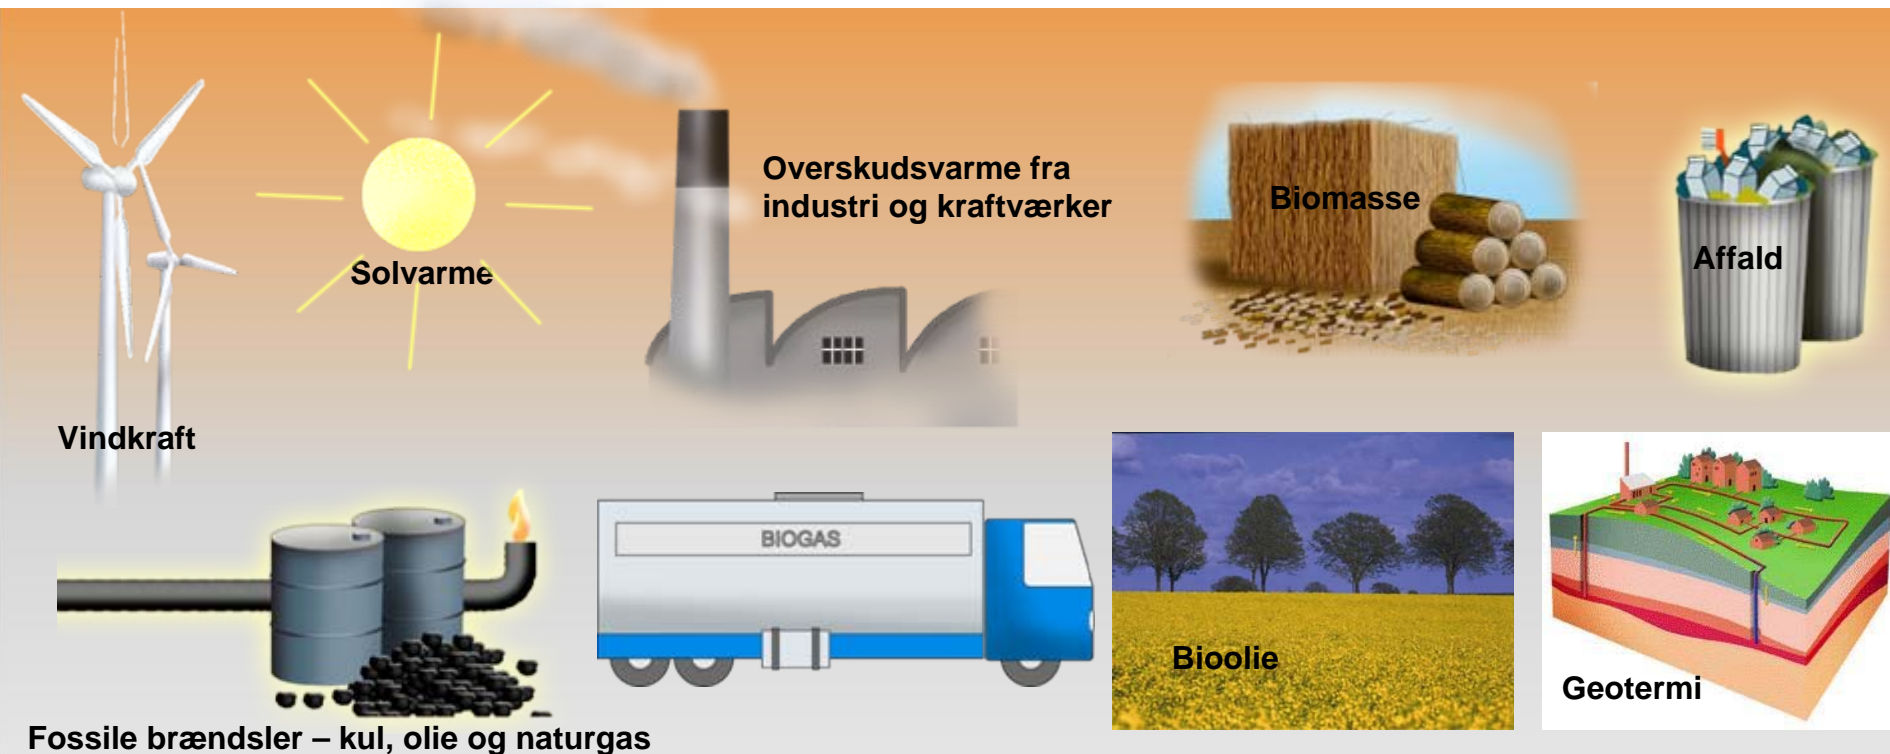 Overskudsvarme fra
industri og kraftværker
Biomasse
Affald
Solvarme
Vindkraft
BIOGAS
Bioolie
Geotermi
Fossile brændsler – kul, olie og naturgas